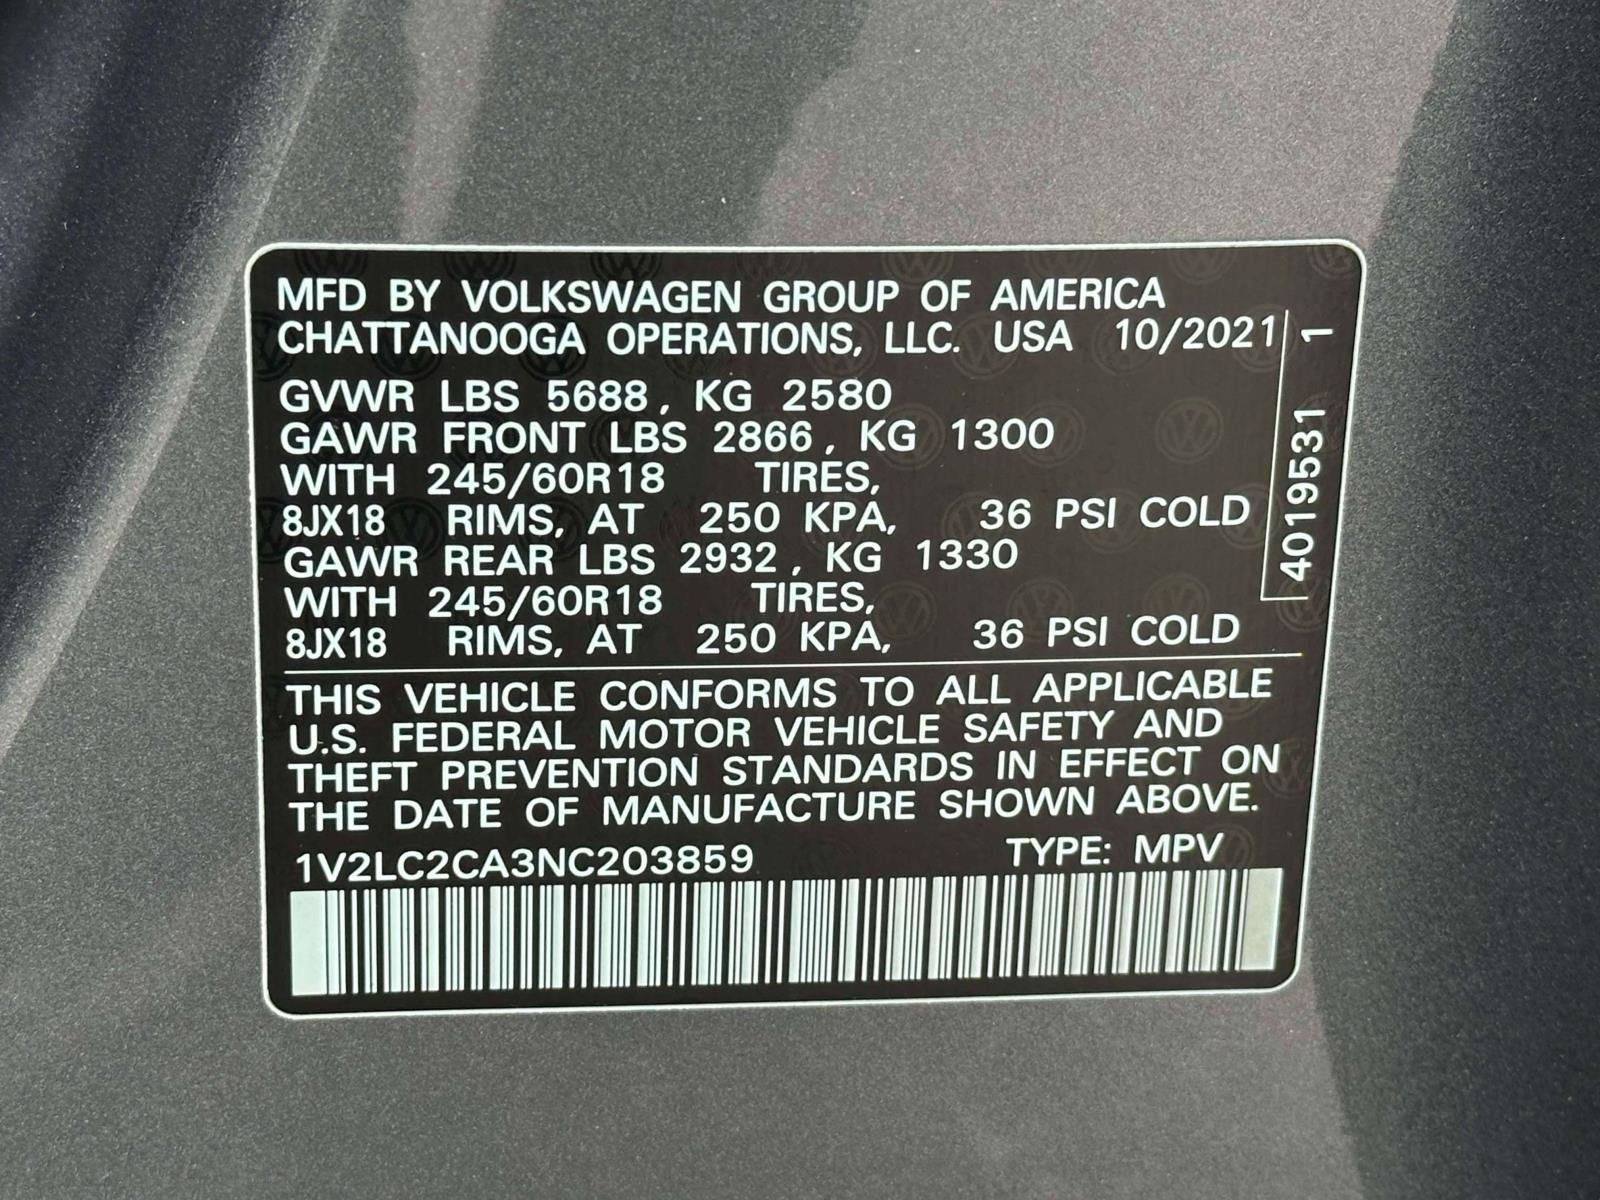 MFD BY VOLKSWAGEN GROUP OF AMERICA
CHATTANOOGA OPERATIONS, LLC. USA 10/2021
GVWR LBS 5688, KG 2580
GAWR FRONT LBS 2866, KG 1300
WITH 245/60R18 TIRES,
8JX18 RIMS, AT 250 KPA, 36 PSI COLD
GAWR REAR LBS 2932, KG 1330
WITH 245/60R18 TIRES,
8JX18 RIMS, AT 250 KPA, 36 PSI COLD
4019531 1
THIS VEHICLE CONFORMS TO ALL APPLICABLE
U.S. FEDERAL MOTOR VEHICLE SAFETY AND
THEFT PREVENTION STANDARDS IN EFFECT ON
THE DATE OF MANUFACTURE SHOWN ABOVE.
1V2LC2CA3NC203859 TYPE: MPV